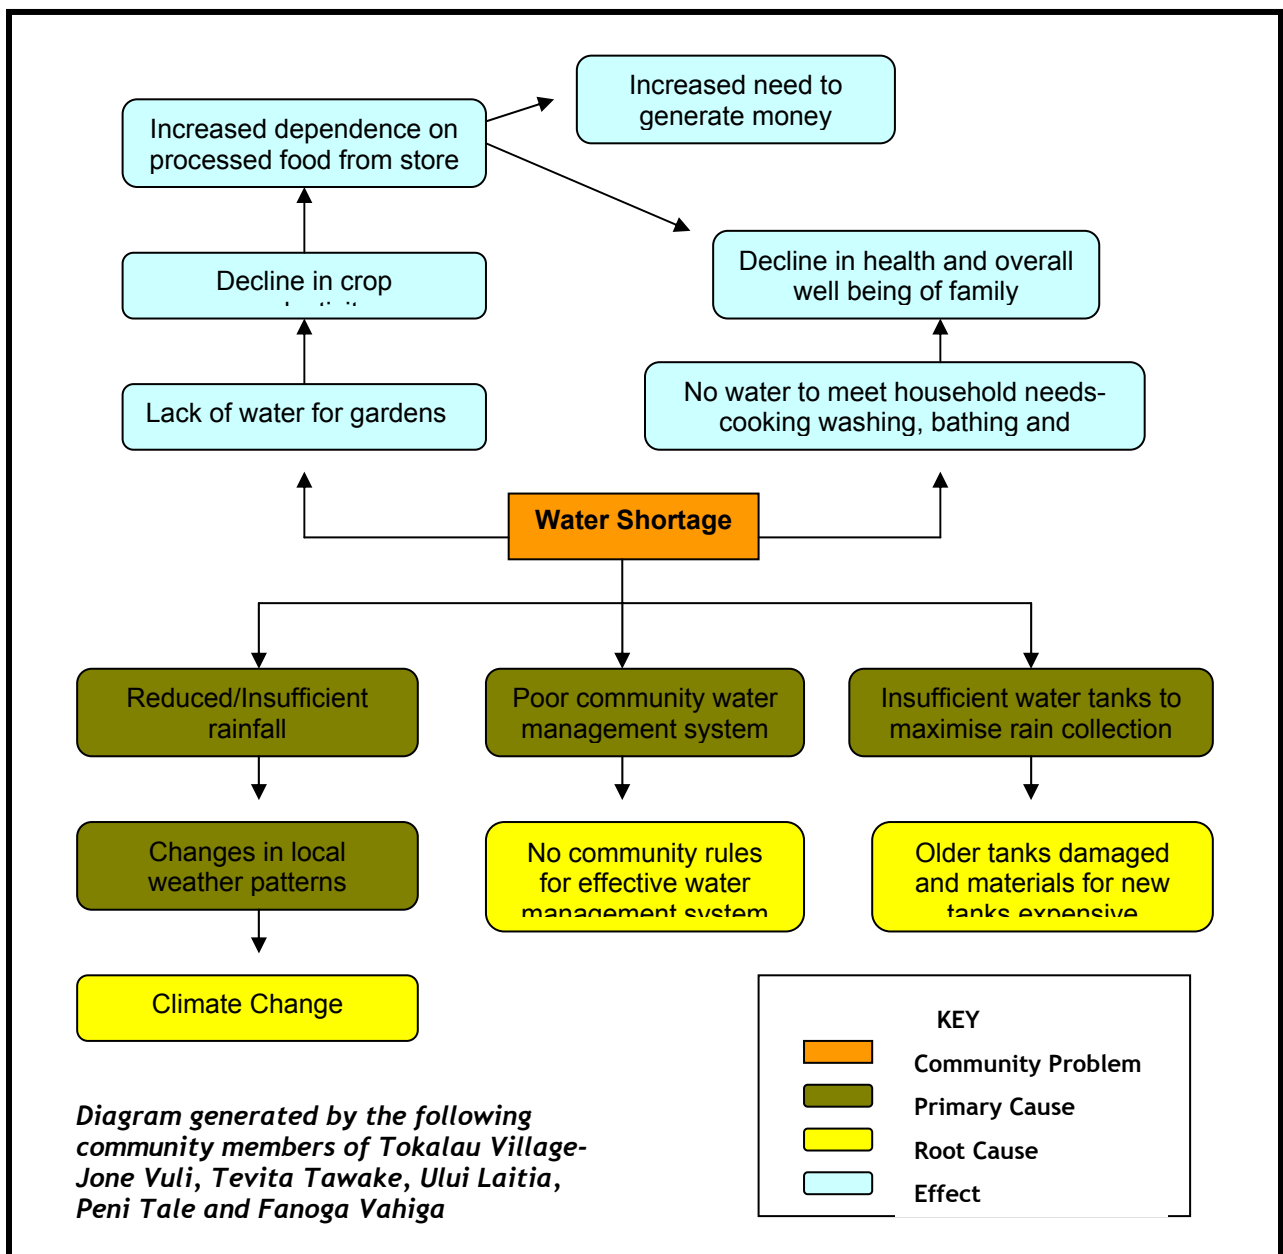 Increased need to
generate money
Increased dependence on
processed food from store
Decline in crop
Decline in health and overall
well being of family
Lack of water for gardens
No water to meet household needs-
cooking washing, bathing and
Water Shortage
Reduced/Insufficient
rainfall
Poor community water
management system
Insufficient water tanks to
maximise rain collection
Changes in local
weather patterns
No community rules
for effective water
management system
Older tanks damaged
and materials for new
tanks expensive
Climate Change
KEY
Community Problem
Primary Cause
Root Cause
Effect
Diagram generated by the following
community members of Tokalau Village-
Jone Vuli, Tevita Tawake, Ului Laitia,
Peni Tale and Fanoga Vahiga